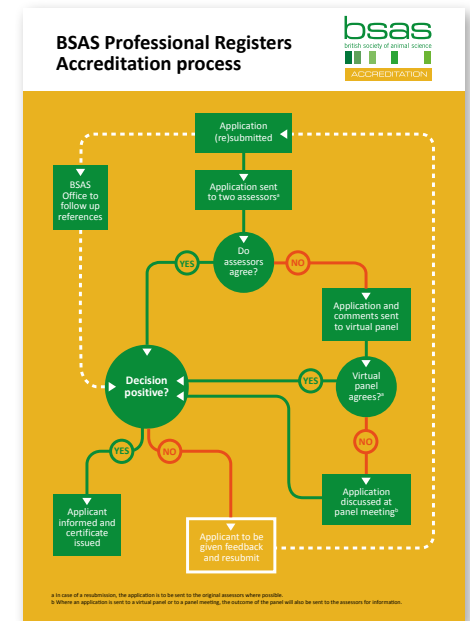 BSAS Professional Registers
Accreditation process
bsas
british society of animal science
ACCREDITATION
Application
(re)submitted
BSAS
Office to
follow up
references
Application sent
to two assessorsᵃ
Do
assessors
agree?
YES
NO
Application and
comments sent
to virtual panel
Decision
positive?
YES
Virtual
panel
agrees?ᵃ
NO
YES
NO
Applicant
informed and
certificate
issued
Applicant to be
given feedback
and resubmit
Application
discussed at
panel meetingᵇ
a In case of a resubmission, the application is to be sent to the original assessors where possible.
b Where an application is sent to a virtual panel or to a panel meeting, the outcome of the panel will also be sent to the assessors for information.